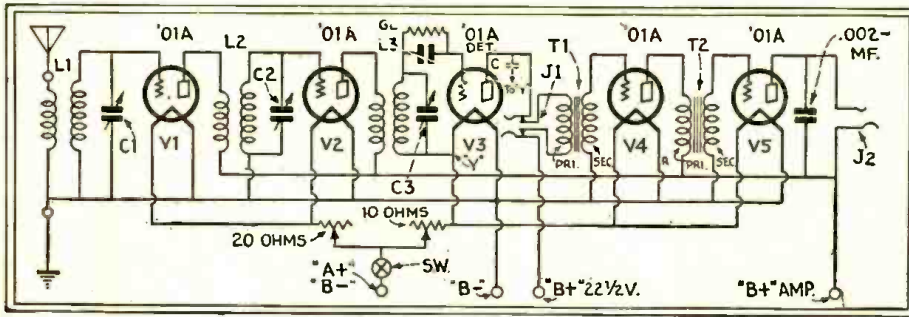 '01A
'01A
GL
'01A
DET.
'01A
'01A
.002-
MF.
L1
L2
L3
C
TO "Y"
T1
T2
J1
C2
C1
V1
V2
V3
V4
V5
J2
"Y"
PRI.
SEC
R
PRI.
SEC
C3
20 OHMS
10 OHMS
SW.
"A+"
"B-"
"B-"
"B+" 22½V.
"B+" AMP.